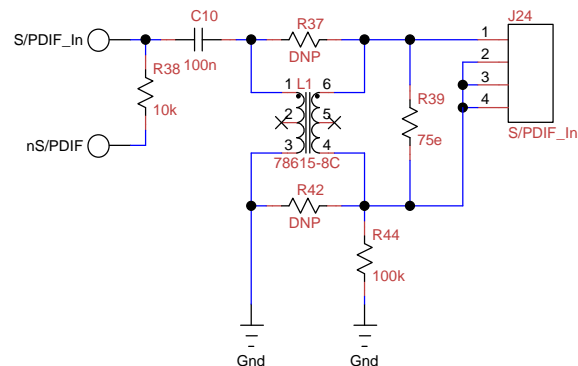 C10
R37
J24
S/PDIF_In
DNP
1
R38
100n
L1
2
1 6
R39
3
10k
2 5
4
75e
S/PDIF_In
nS/PDIF
3 4
78615-8C
R42
DNP
R44
100k
Gnd
Gnd